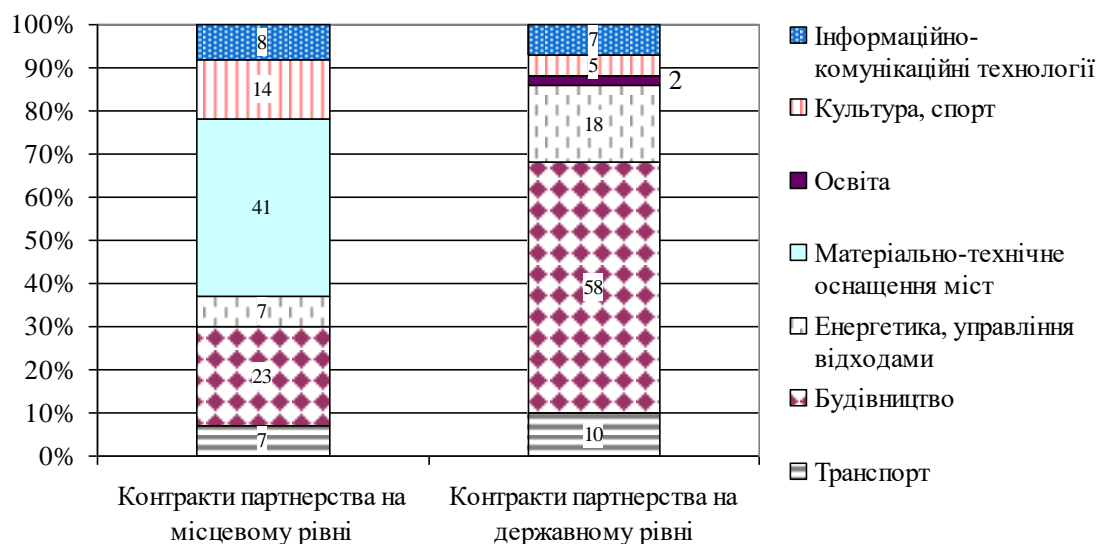 100%
90%
80%
70%
60%
50%
40%
30%
20%
10%
0%
8
14
41
7
23
7
7
5
2
18
58
10
Контракти партнерства на
місцевому рівні
Контракти партнерства на
державному рівні
Інформаційно-
комунікаційні технології
Культура, спорт
Освіта
Матеріально-технічне
оснащення міст
Енергетика, управління
відходами
Будівництво
Транспорт